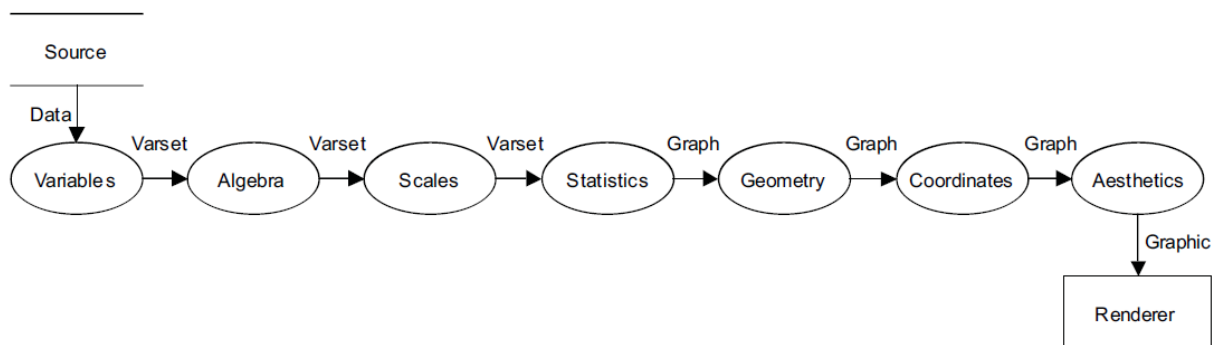 Source
Data
Varset
Varset
Varset
Graph
Graph
Graph
Variables
Algebra
Scales
Statistics
Geometry
Coordinates
Aesthetics
Graphic
Renderer